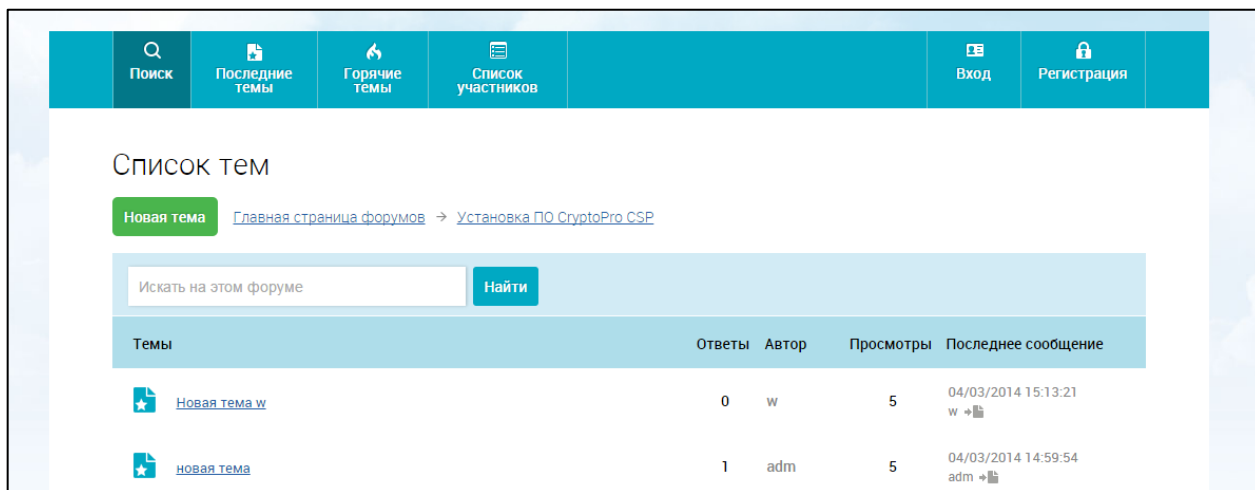 Поиск
Последние
темы
Горячие
темы
Список
участников
Вход
Регистрация
Список тем
Новая тема Главная страница форумов → Установка ПО CryptoPro CSP
Искать на этом форуме Найти
Темы Ответы Автор Просмотры Последнее сообщение
Новая тема w 0 w 5 04/03/2014 15:13:21
w
новая тема 1 adm 5 04/03/2014 14:59:54
adm